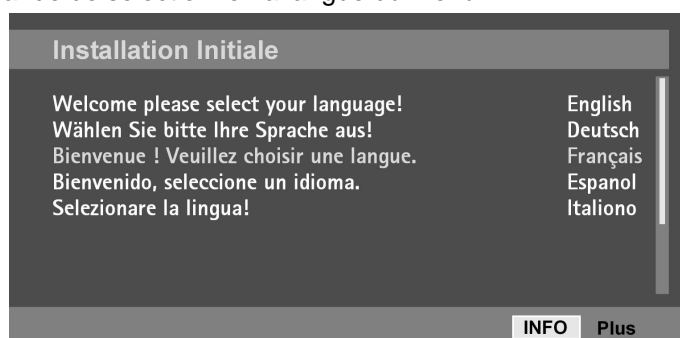 Installation Initiale
Welcome please select your language! English
Wählen Sie bitte Ihre Sprache aus! Deutsch
Bienvenue ! Veuillez choisir une langue. Français
Bienvenido, seleccione un idioma. Espanol
Selezionare la lingua! Italiono
INFO Plus